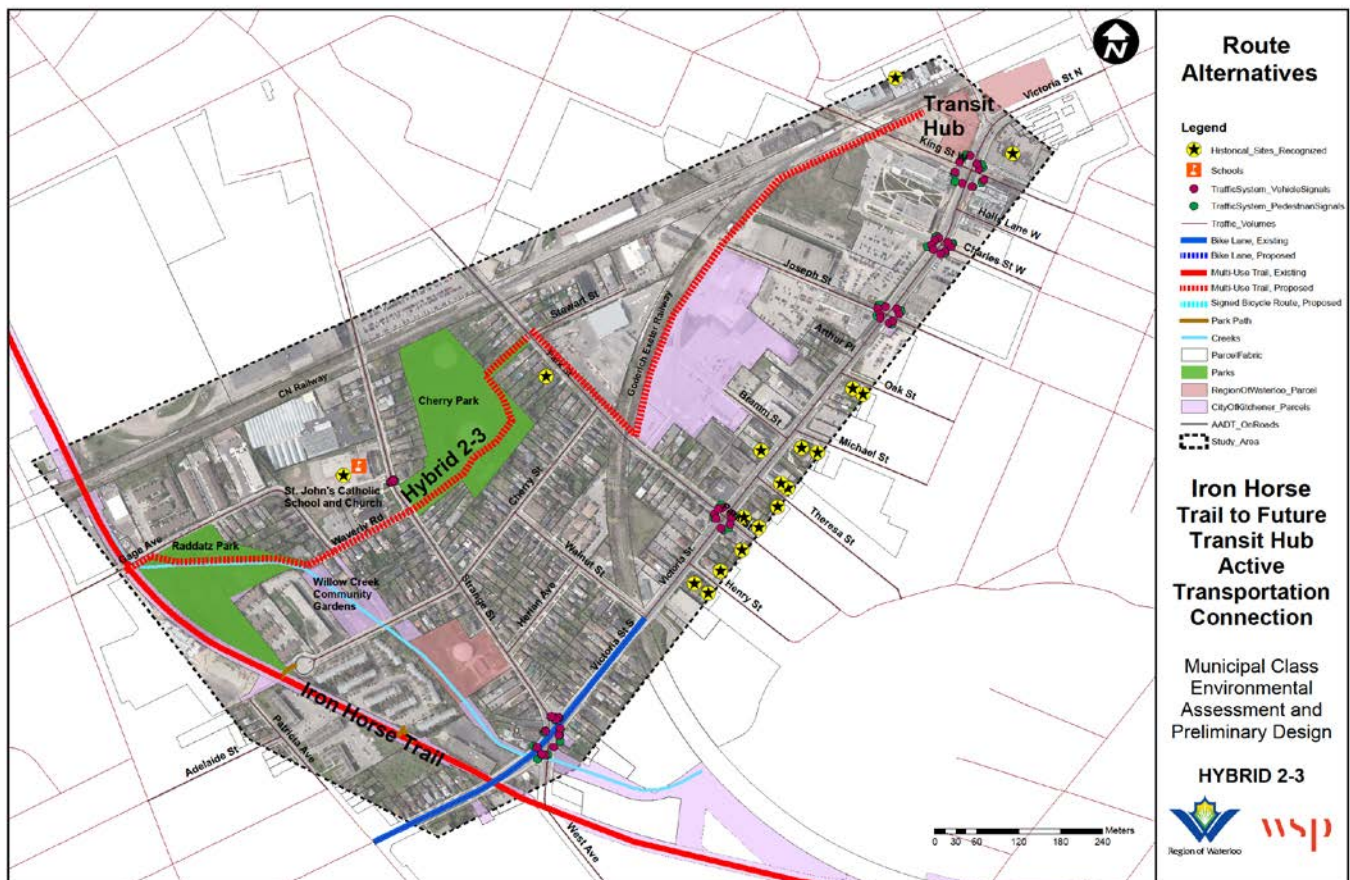 N
Transit
Hub
Victoria St N
King St W
Halls Lane W
Charles St W
Joseph St
Arthur Pl
Oak St
Bramm St
Michael St
Theresa St
Henry St
Victoria St
Stewart St
Park St
Goderich Exeter Railway
CN Railway
Cherry Park
Hybrid 2-3
Cherry St
Walnut St
St. John's Catholic
School and Church
Waverly Rd
Gage Ave
Raddatz Park
Willow Creek
Community
Gardens
Strange St
Victoria St S
Iron Horse Trail
Patricia Ave
Adelaide St
West Ave
Meters
0 30 60 120 180 240
Route
Alternatives
Legend
Historical_Sites_Recognized
Schools
TrafficSystem_VehicleSignals
TrafficSystem_PedestrianSignals
Traffic_Volumes
Bike Lane, Existing
Bike Lane, Proposed
Multi-Use Trail, Existing
Multi-Use Trail, Proposed
Signed Bicycle Route, Proposed
Park Path
Creeks
ParcelFabric
Parks
RegionOfWaterloo_Parcel
CityOfKitchener_Parcels
AADT_OnRoads
Study_Area
Iron Horse
Trail to Future
Transit Hub
Active
Transportation
Connection
Municipal Class
Environmental
Assessment and
Preliminary Design
HYBRID 2-3
Region of Waterloo
wsp